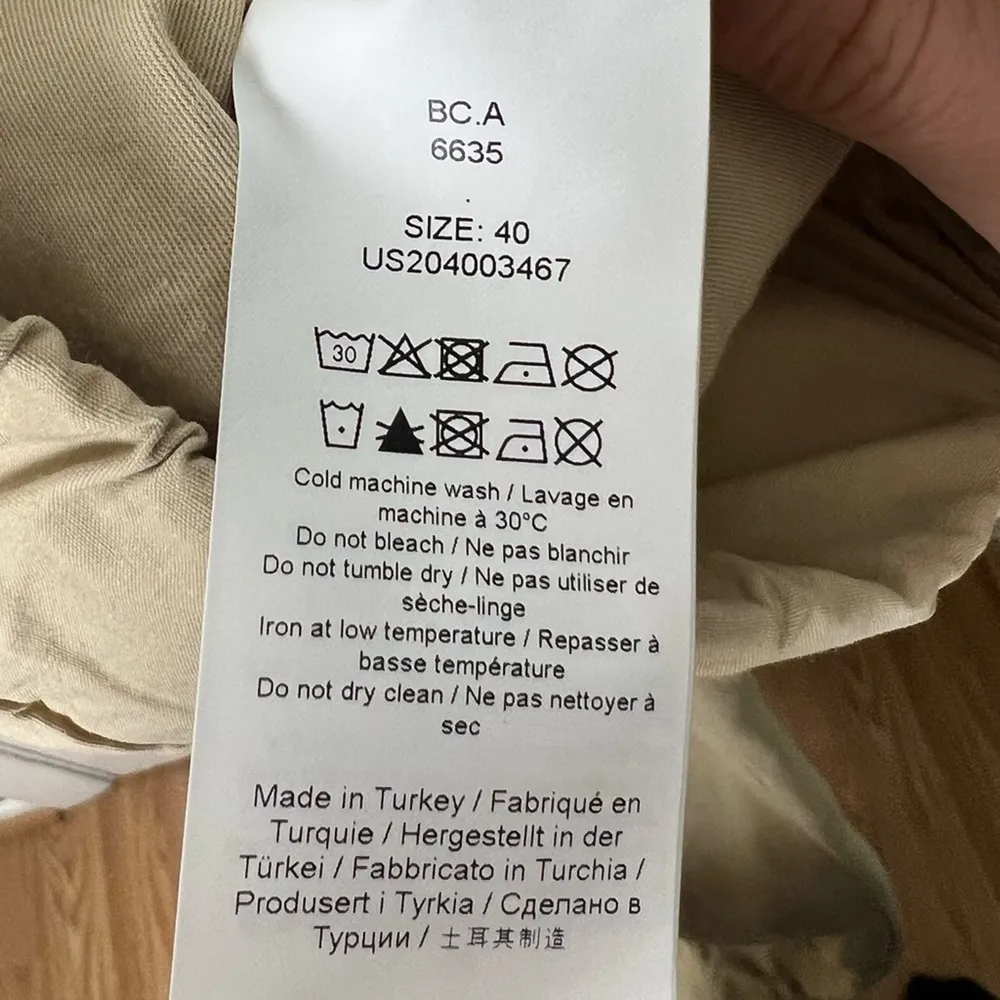 BC.A
6635
SIZE: 40
US204003467
30
Cold machine wash / Lavage en
machine à 30°C
Do not bleach / Ne pas blanchir
Do not tumble dry / Ne pas utiliser de
sèche-linge
Iron at low temperature / Repasser à
basse température
Do not dry clean / Ne pas nettoyer à
sec
Made in Turkey / Fabriqué en
Turquie / Hergestellt in der
Türkei / Fabbricato in Turchia /
Produsert i Tyrkia / Сделано в
Турции / 土耳其制造